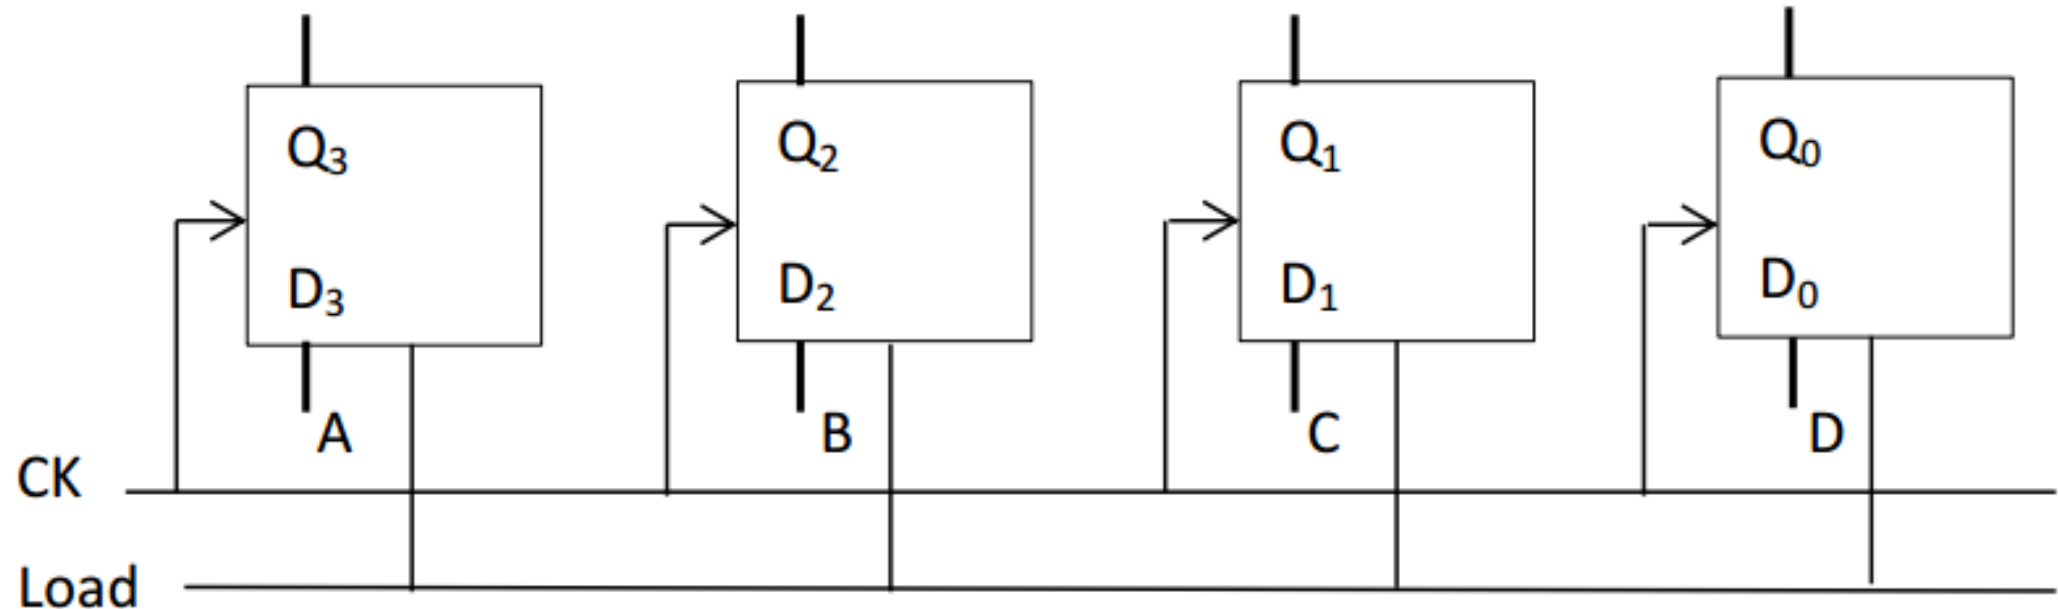 Q₃ Q₂ Q₁ Q₀
D₃ D₂ D₁ D₀
A B C D
CK
Load